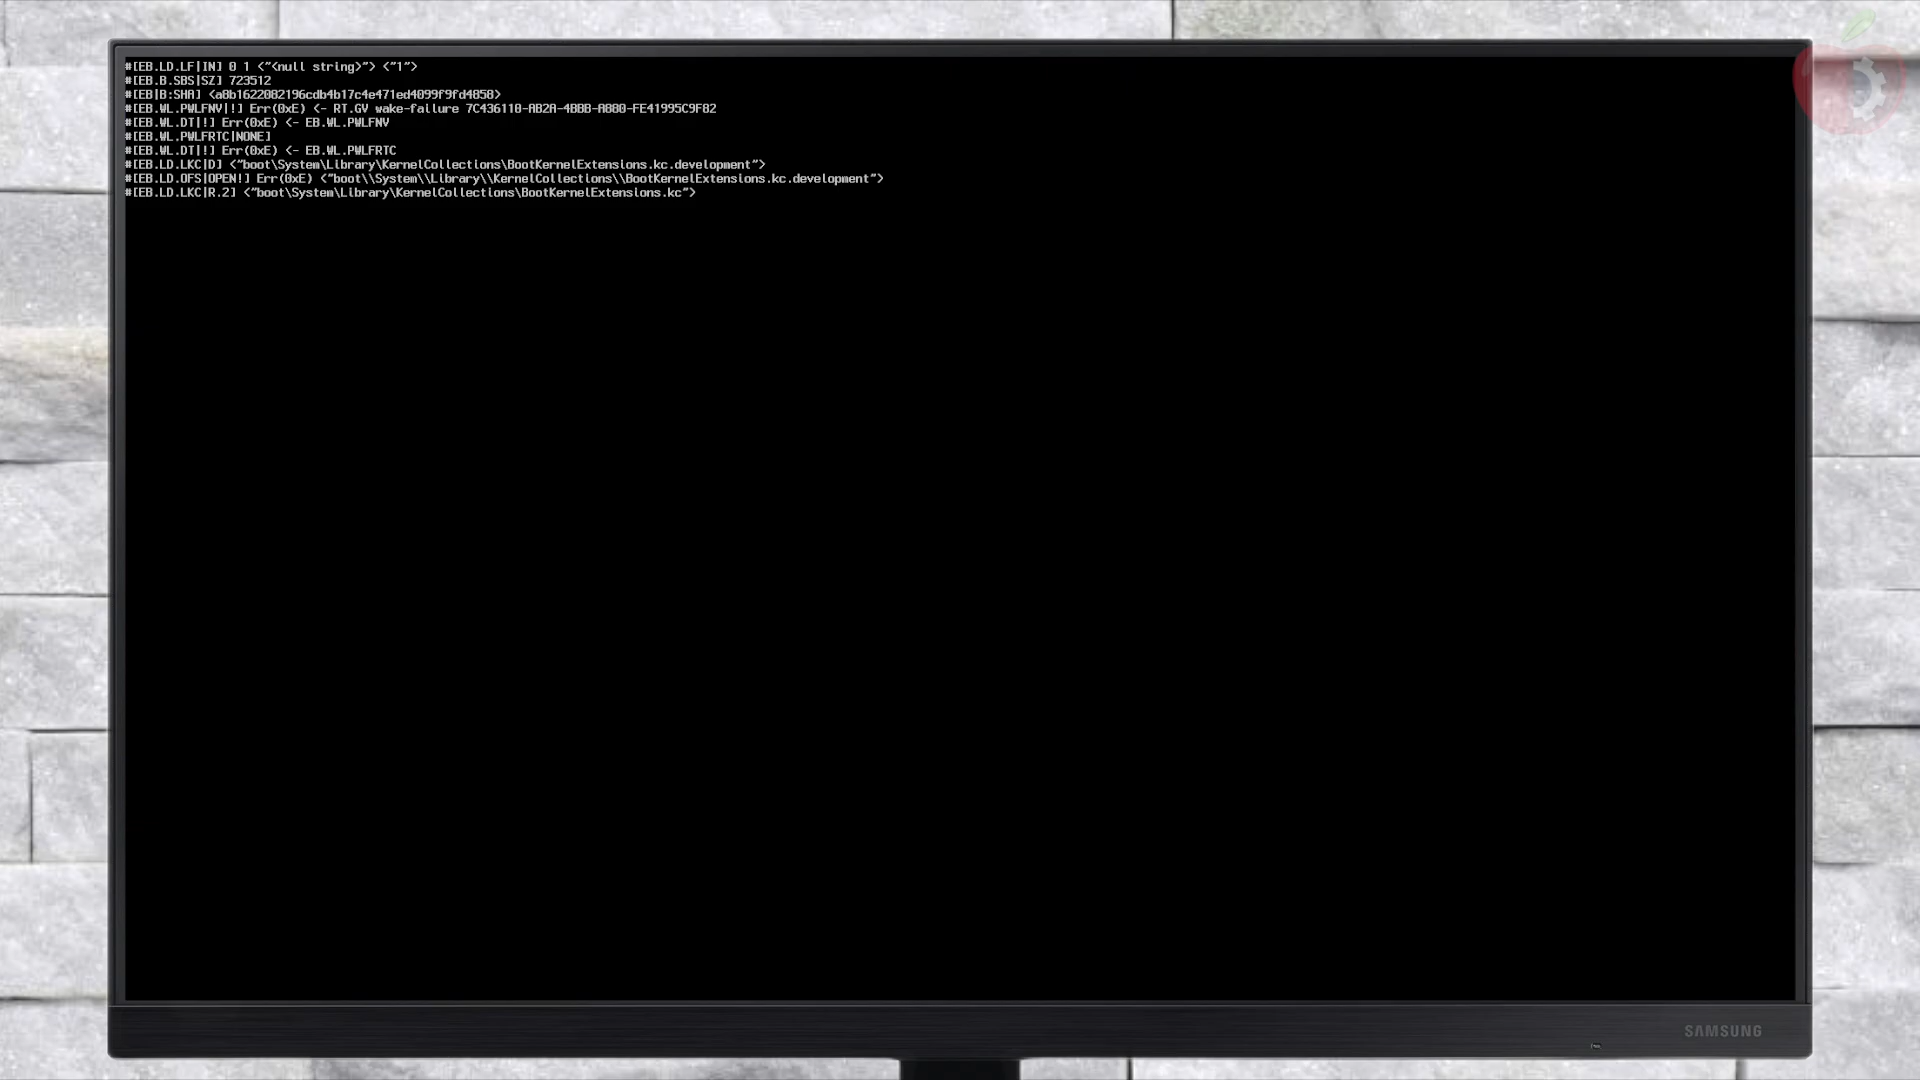 #[EB.LD.LF|IN] 0 1 <"<null string>"> <"1">
#[EB.B.SBS|SZ] 723512
#[EB|B:SHA] <a8b1622082196cdb4b17c4e471ed4099f9fd4858>
#[EB.WL.PWLFNV|!] Err(0xE) <- RT.GV wake-failure 7C436110-AB2A-4BBB-A880-FE41995C9F82
#[EB.WL.DT|!] Err(0xE) <- EB.WL.PWLFNV
#[EB.WL.PWLFRTC|NONE]
#[EB.WL.DT|!] Err(0xE) <- EB.WL.PWLFRTC
#[EB.LD.LKC|D] <"boot\System\Library\KernelCollections\BootKernelExtensions.kc.development">
#[EB.LD.OFS|OPEN!] Err(0xE) <"boot\\System\\Library\\KernelCollections\\BootKernelExtensions.kc.development">
#[EB.LD.LKC|R.2] <"boot\System\Library\KernelCollections\BootKernelExtensions.kc">
SAMSUNG